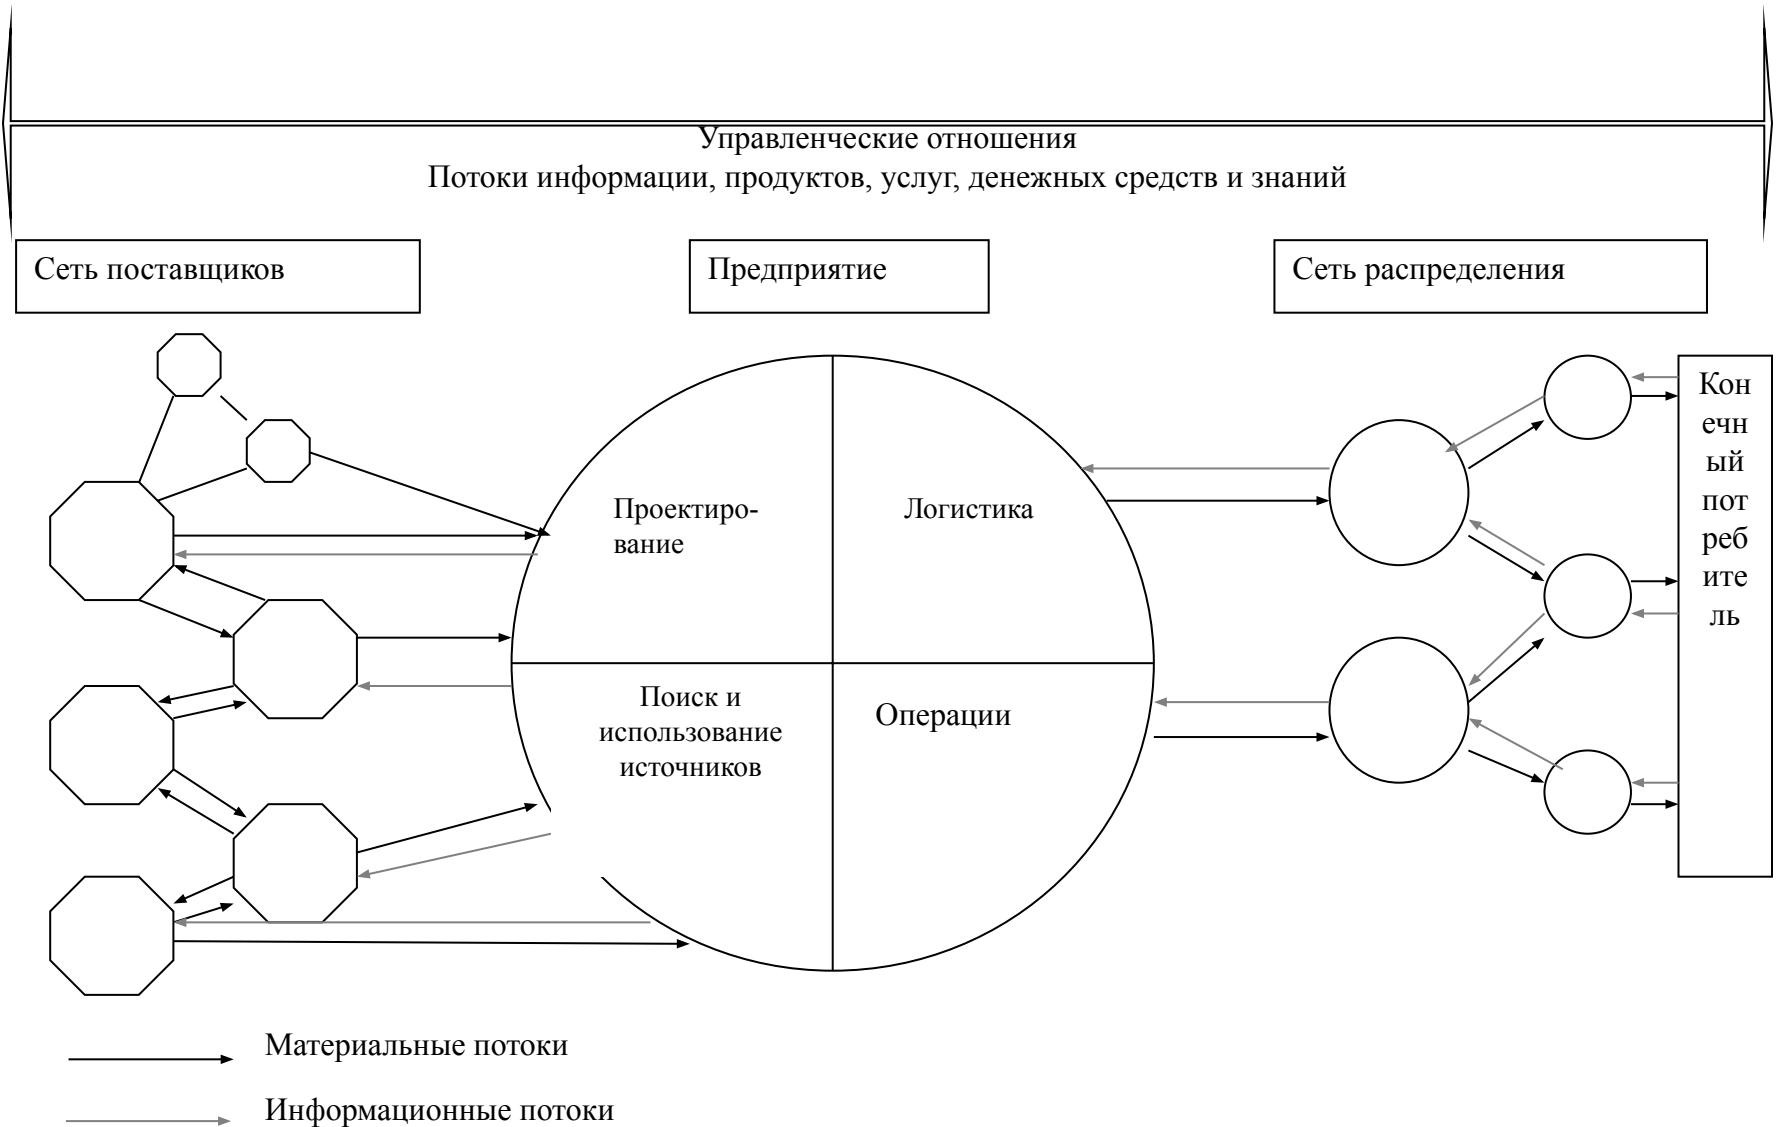 Управленческие отношения
Потоки информации, продуктов, услуг, денежных средств и знаний
Сеть поставщиков
Предприятие
Сеть распределения
Проектиро-
вание
Логистика
Поиск и
использование
источников
Операции
Кон
ечн
ый
пот
реб
ите
ль
Материальные потоки
Информационные потоки